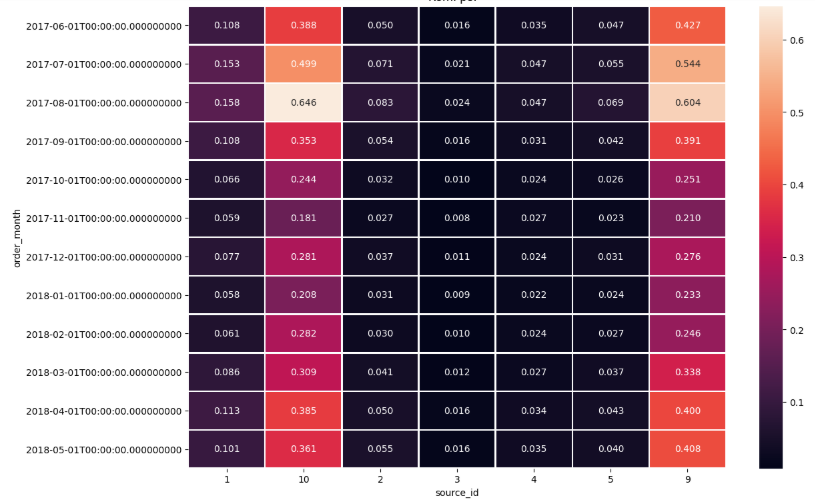 2017-06-01T00:00:00.000000000 0.108 0.388 0.050 0.016 0.035 0.047 0.427
2017-07-01T00:00:00.000000000 0.153 0.499 0.071 0.021 0.047 0.055 0.544
2017-08-01T00:00:00.000000000 0.158 0.646 0.083 0.024 0.047 0.069 0.604
2017-09-01T00:00:00.000000000 0.108 0.353 0.054 0.016 0.031 0.042 0.391
2017-10-01T00:00:00.000000000 0.066 0.244 0.032 0.010 0.024 0.026 0.251
2017-11-01T00:00:00.000000000 0.059 0.181 0.027 0.008 0.027 0.023 0.210
2017-12-01T00:00:00.000000000 0.077 0.281 0.037 0.011 0.024 0.031 0.276
2018-01-01T00:00:00.000000000 0.058 0.208 0.031 0.009 0.022 0.024 0.233
2018-02-01T00:00:00.000000000 0.061 0.282 0.030 0.010 0.024 0.027 0.246
2018-03-01T00:00:00.000000000 0.086 0.309 0.041 0.012 0.027 0.037 0.338
2018-04-01T00:00:00.000000000 0.113 0.385 0.050 0.016 0.034 0.043 0.400
2018-05-01T00:00:00.000000000 0.101 0.361 0.055 0.016 0.035 0.040 0.408
order_month
1 10 2 3 4 5 9
source_id
0.6
0.5
0.4
0.3
0.2
0.1